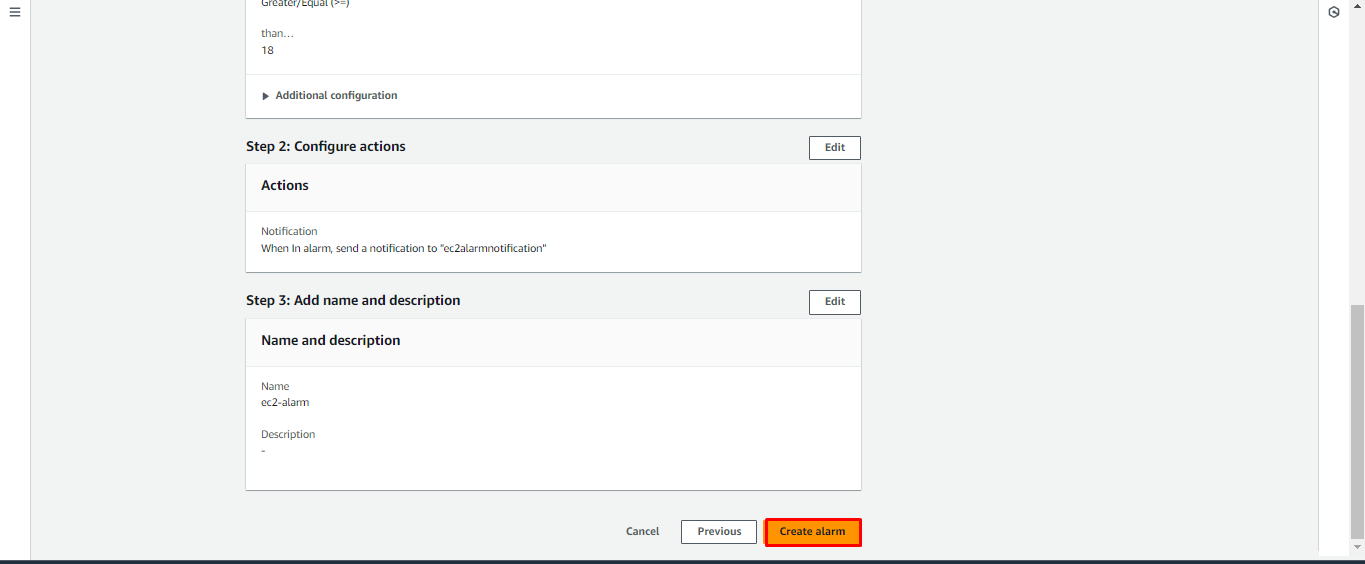 Greater/Equal (>=)
than...
18
Additional configuration
Step 2: Configure actions
Edit
Actions
Notification
When In alarm, send a notification to "ec2alarmnotification"
Step 3: Add name and description
Edit
Name and description
Name
ec2-alarm
Description
-
Cancel
Previous
Create alarm